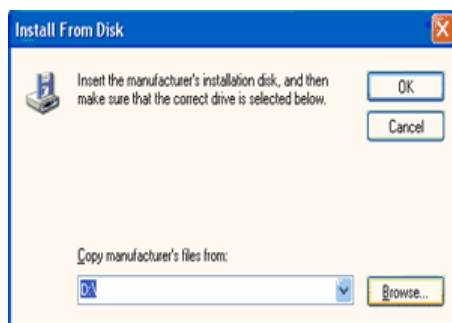 Install From Disk
Insert the manufacturer's installation disk, and then
make sure that the correct drive is selected below.
OK
Cancel
Copy manufacturer's files from:
D:\
Browse...